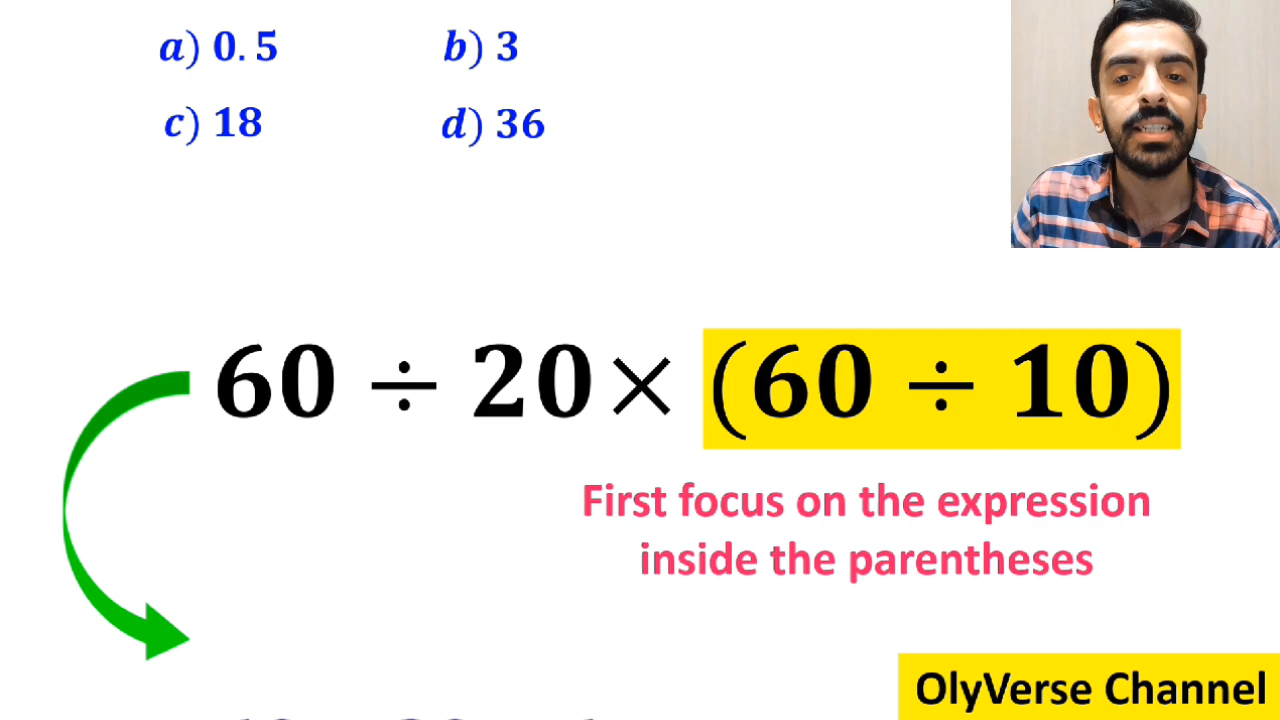 a) 0.5 b) 3
c) 18 d) 36
60 ÷ 20 × (60 ÷ 10)
First focus on the expression
inside the parentheses
OlyVerse Channel